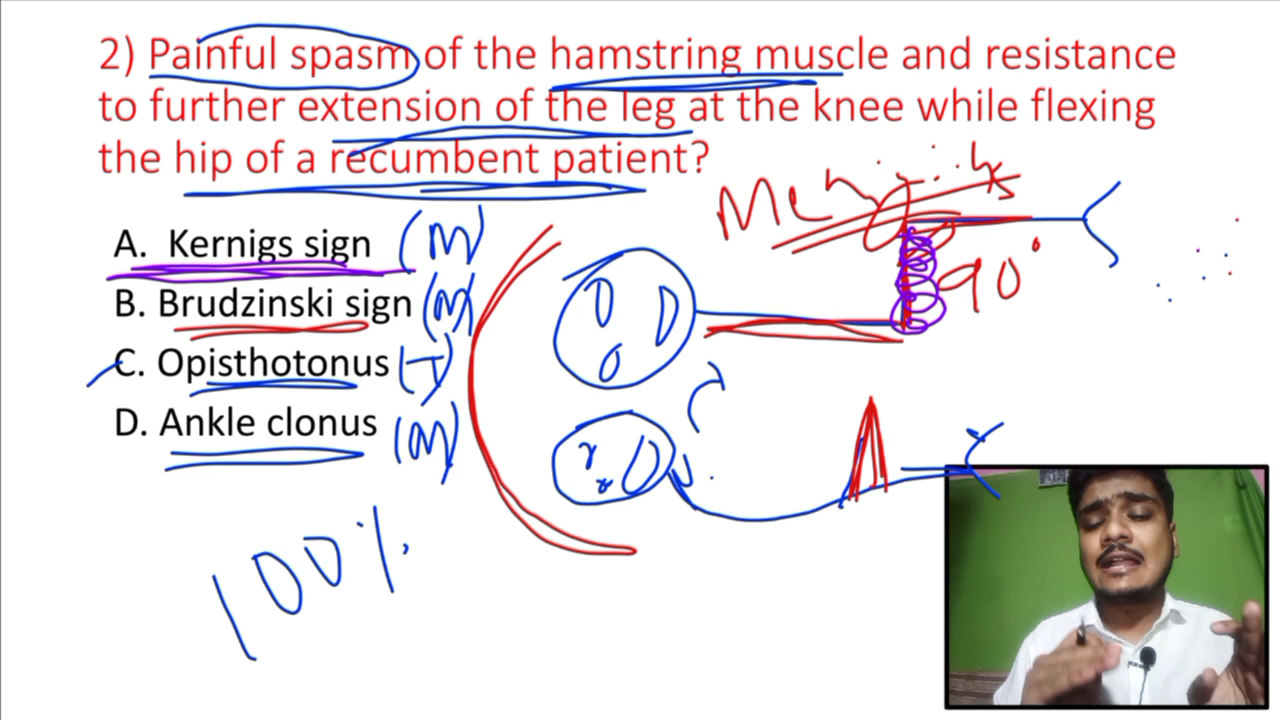 2) Painful spasm of the hamstring muscle and resistance
to further extension of the leg at the knee while flexing
the hip of a recumbent patient?
A. Kernigs sign (M)
B. Brudzinski sign (M)
C. Opisthotonus (T)
D. Ankle clonus (M)
90°
100%